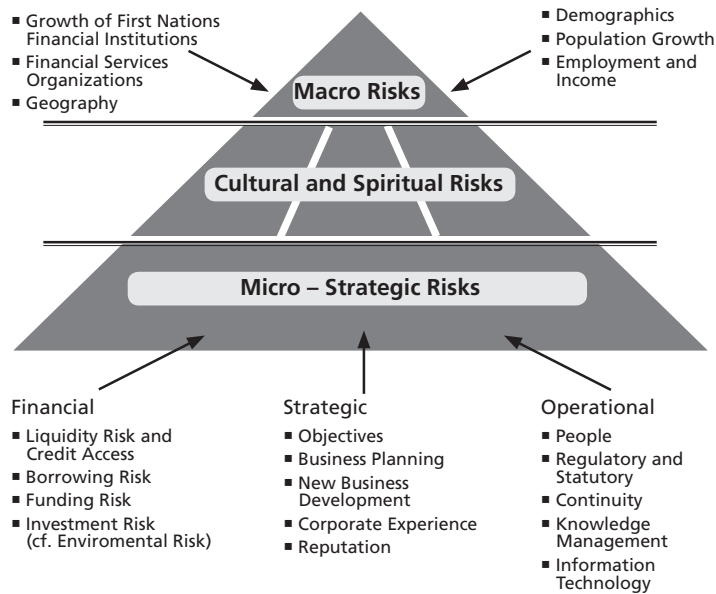 ▪ Growth of First Nations
Financial Institutions
▪ Financial Services
Organizations
▪ Geography
▪ Demographics
▪ Population Growth
▪ Employment and
Income
Macro Risks
Cultural and Spiritual Risks
Micro – Strategic Risks
Financial
▪ Liquidity Risk and
Credit Access
▪ Borrowing Risk
▪ Funding Risk
▪ Investment Risk
(cf. Enviromental Risk)
Strategic
▪ Objectives
▪ Business Planning
▪ New Business
Development
▪ Corporate Experience
▪ Reputation
Operational
▪ People
▪ Regulatory and
Statutory
▪ Continuity
▪ Knowledge
Management
▪ Information
Technology